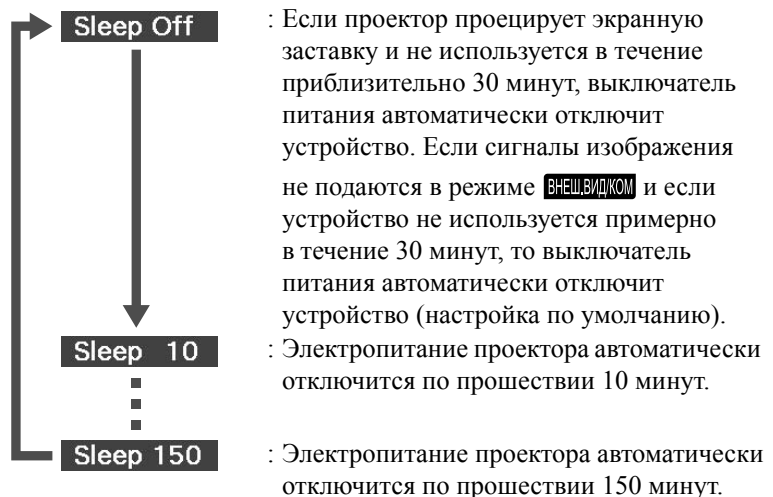 Sleep Off : Если проектор проецирует экранную
заставку и не используется в течение
приблизительно 30 минут, выключатель
питания автоматически отключит
устройство. Если сигналы изображения
не подаются в режиме ВНЕШ.ВИД/КОМ и если
устройство не используется примерно
в течение 30 минут, то выключатель
питания автоматически отключит
устройство (настройка по умолчанию).
Sleep 10 : Электропитание проектора автоматически
отключится по прошествии 10 минут.
Sleep 150 : Электропитание проектора автоматически
отключится по прошествии 150 минут.